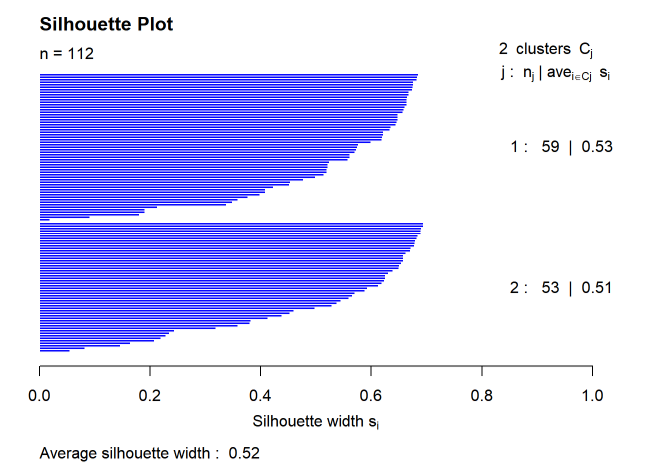 Silhouette Plot
n = 112
2 clusters Cj
j : nj | avei∈Cj si
1 : 59 | 0.53
2 : 53 | 0.51
0.0 0.2 0.4 0.6 0.8 1.0
Silhouette width si
Average silhouette width : 0.52